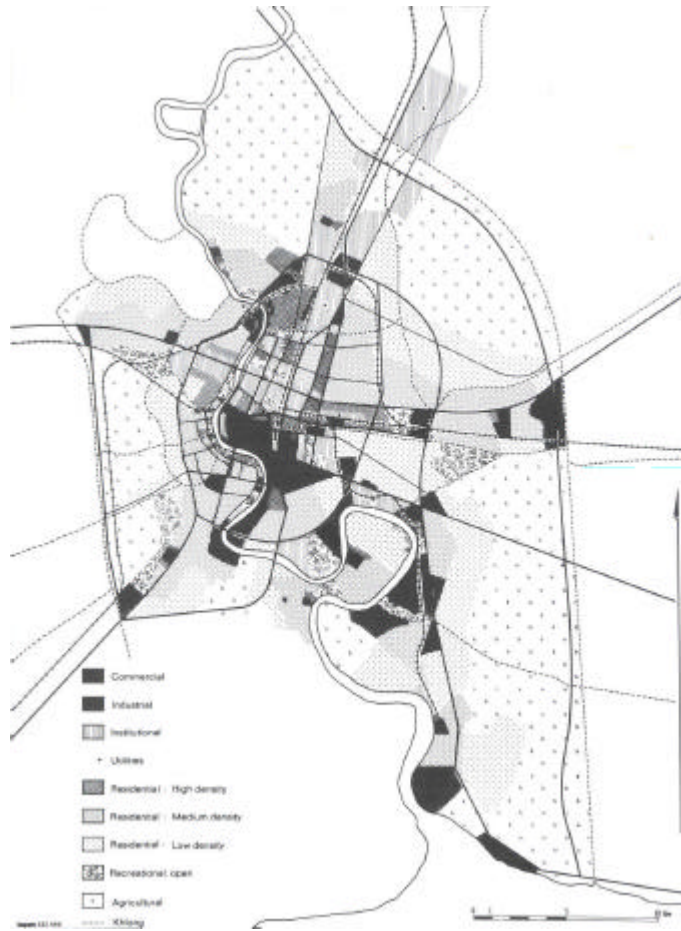 Commercial
Industrial
Institutional
Utilities
Residential : High density
Residential : Medium density
Residential : Low density
Recreational, open
Agricultural
Khlong